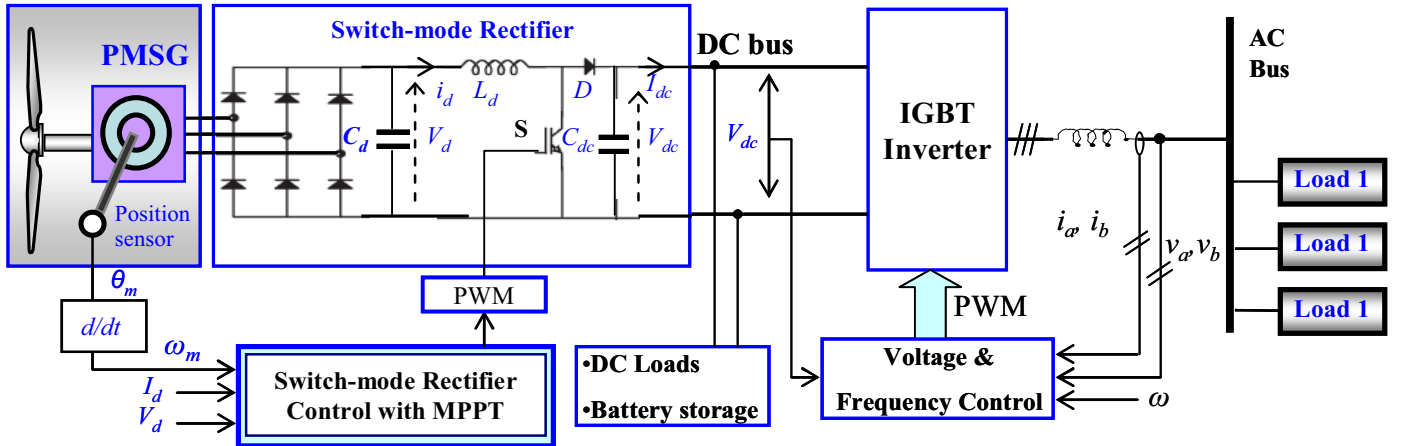 Switch-mode Rectifier
PMSG
DC bus
AC
Bus
i_d
L_d
D
I_dc
S
C_d
V_d
C_dc
V_dc
V_dc
IGBT
Inverter
Load 1
Load 1
Load 1
Position
sensor
i_a, i_b
v_a, v_b
θ_m
PWM
PWM
d/dt
ω_m
I_d
V_d
Switch-mode Rectifier
Control with MPPT
•DC Loads
•Battery storage
Voltage &
Frequency Control
ω